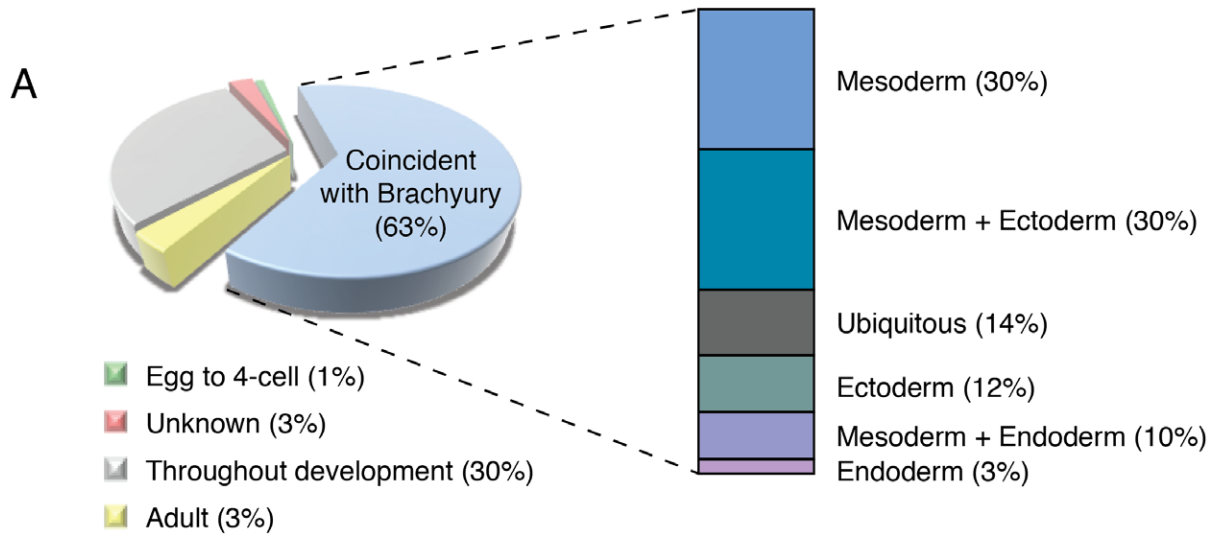 A
Coincident
with Brachyury
(63%)
Egg to 4-cell (1%)
Unknown (3%)
Throughout development (30%)
Adult (3%)
Mesoderm (30%)
Mesoderm + Ectoderm (30%)
Ubiquitous (14%)
Ectoderm (12%)
Mesoderm + Endoderm (10%)
Endoderm (3%)